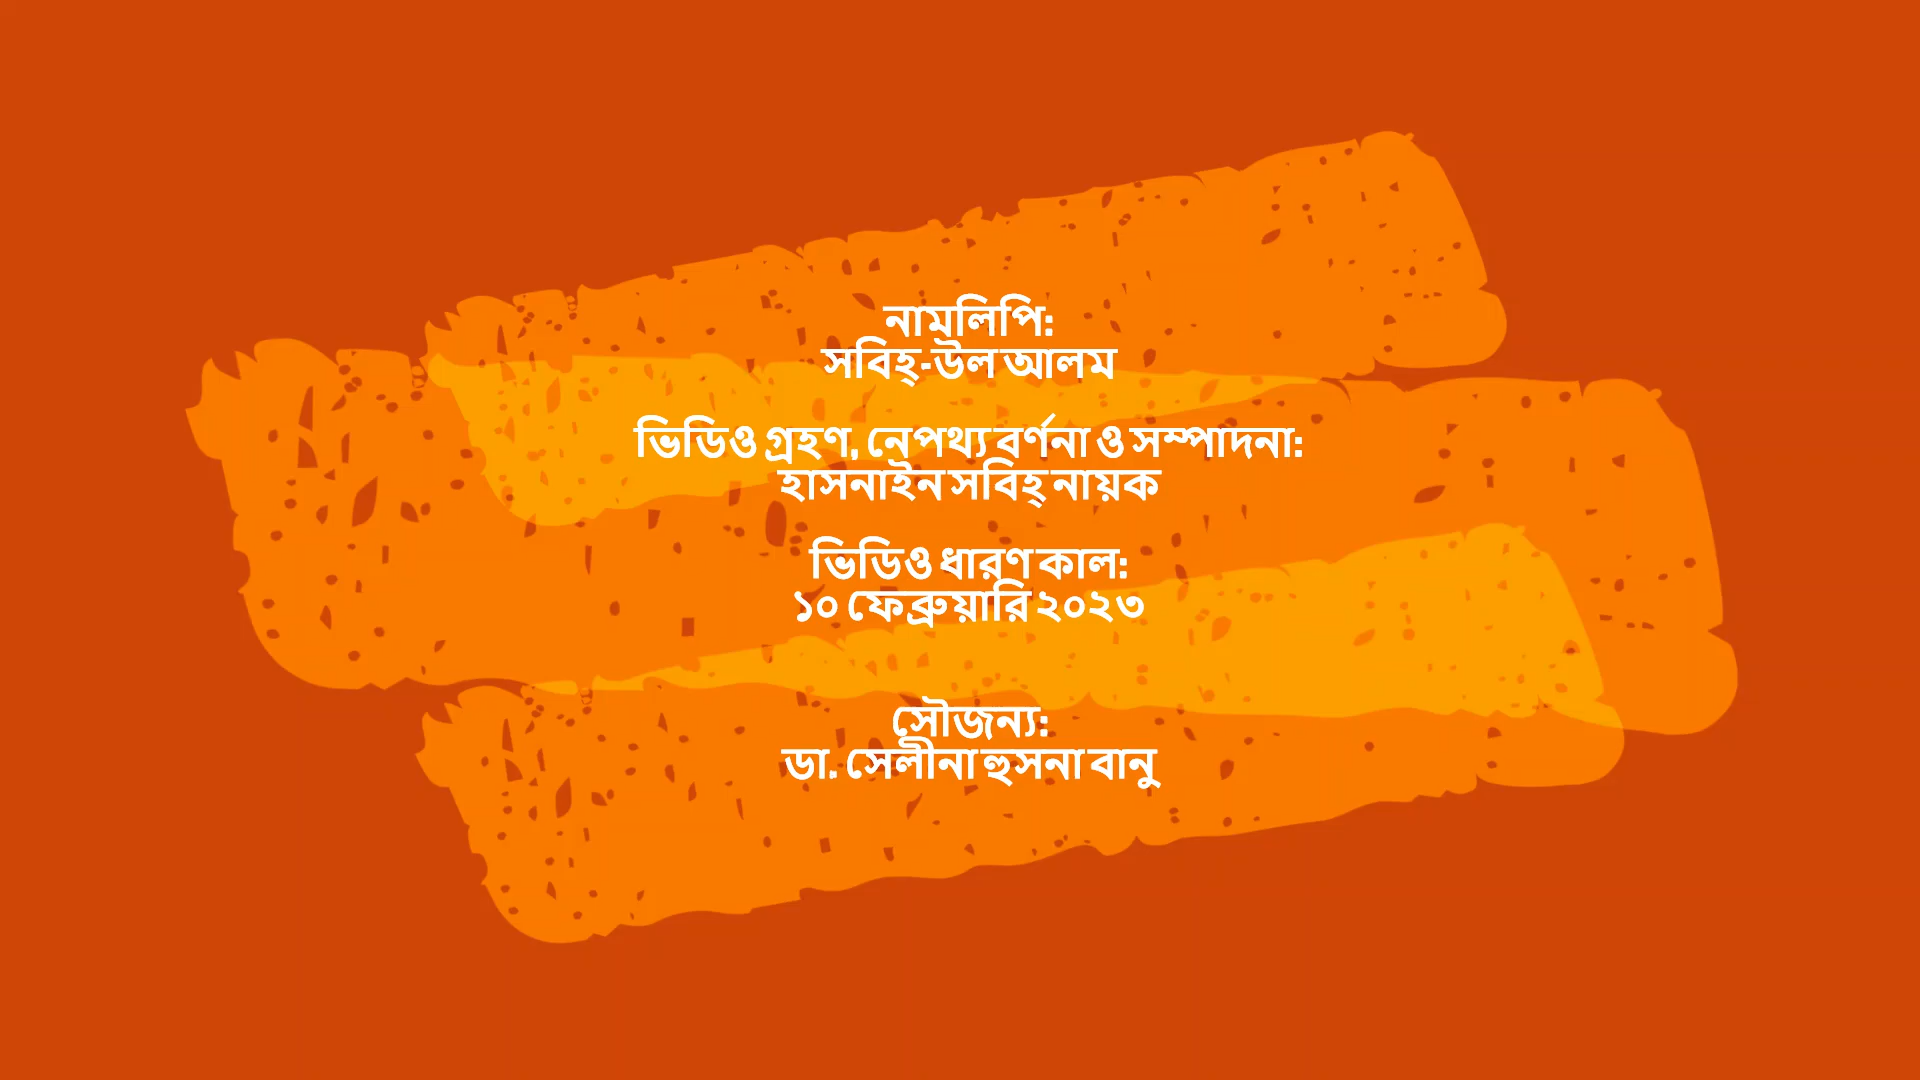 নামলিপি:
সবিহ্-উল আলম
ভিডিও গ্রহণ, নেপথ্য বর্ণনা ও সম্পাদনা:
হাসনাইন সবিহ্ নায়ক
ভিডিও ধারণ কাল:
১০ ফেব্রুয়ারি ২০২৩
সৌজন্য:
ডা. সেলীনা হুসনা বানু